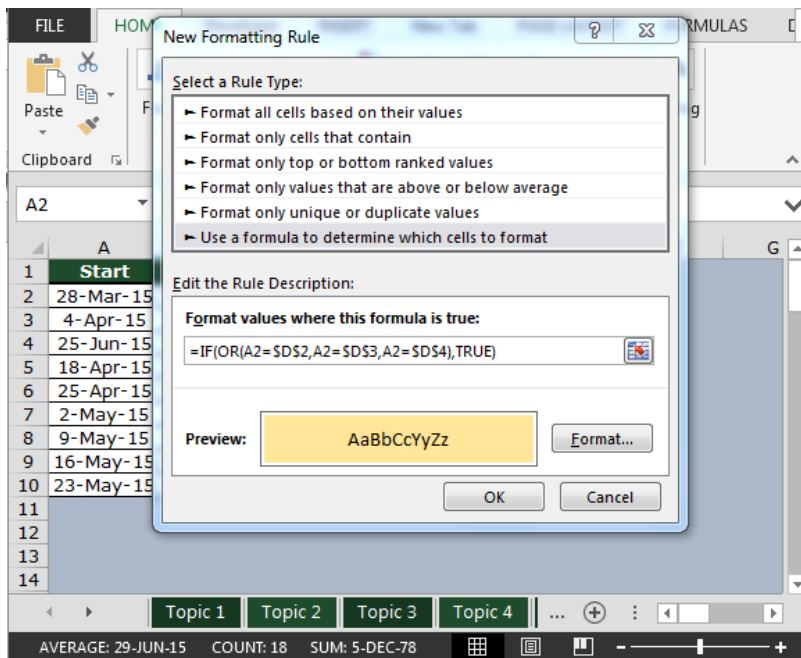 FILE HOM New Formatting Rule RMULAS
Paste
Clipboard
Select a Rule Type:
Format all cells based on their values
Format only cells that contain
Format only top or bottom ranked values
Format only values that are above or below average
Format only unique or duplicate values
Use a formula to determine which cells to format
A2
A G
Edit the Rule Description:
Format values where this formula is true:
=IF(OR(A2=$D$2,A2=$D$3,A2=$D$4),TRUE)
Preview: AaBbCcYyZz Format...
OK Cancel
1 Start
2 28-Mar-15
3 4-Apr-15
4 25-Jun-15
5 18-Apr-15
6 25-Apr-15
7 2-May-15
8 9-May-15
9 16-May-15
10 23-May-15
11
12
13
14
Topic 1 Topic 2 Topic 3 Topic 4 ...
AVERAGE: 29-JUN-15 COUNT: 18 SUM: 5-DEC-78